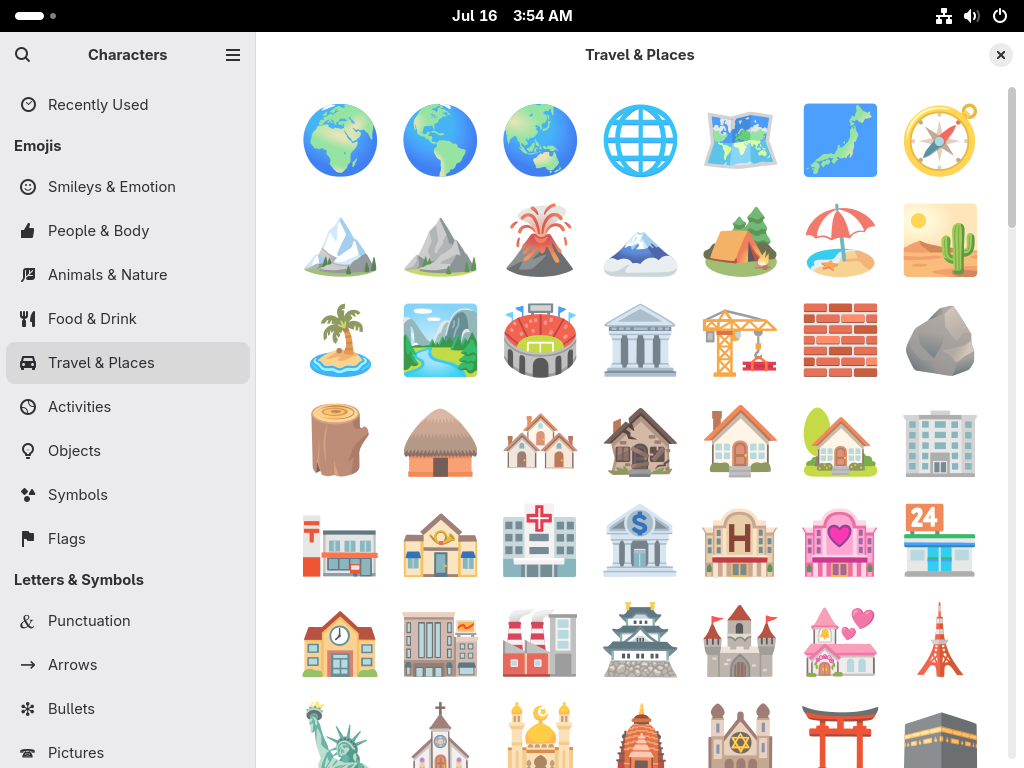 Jul 16 3:54 AM
Characters
Travel & Places
Recently Used
Emojis
Smileys & Emotion
People & Body
Animals & Nature
Food & Drink
Travel & Places
Activities
Objects
Symbols
Flags
Letters & Symbols
& Punctuation
→ Arrows
Bullets
Pictures
$
H
24